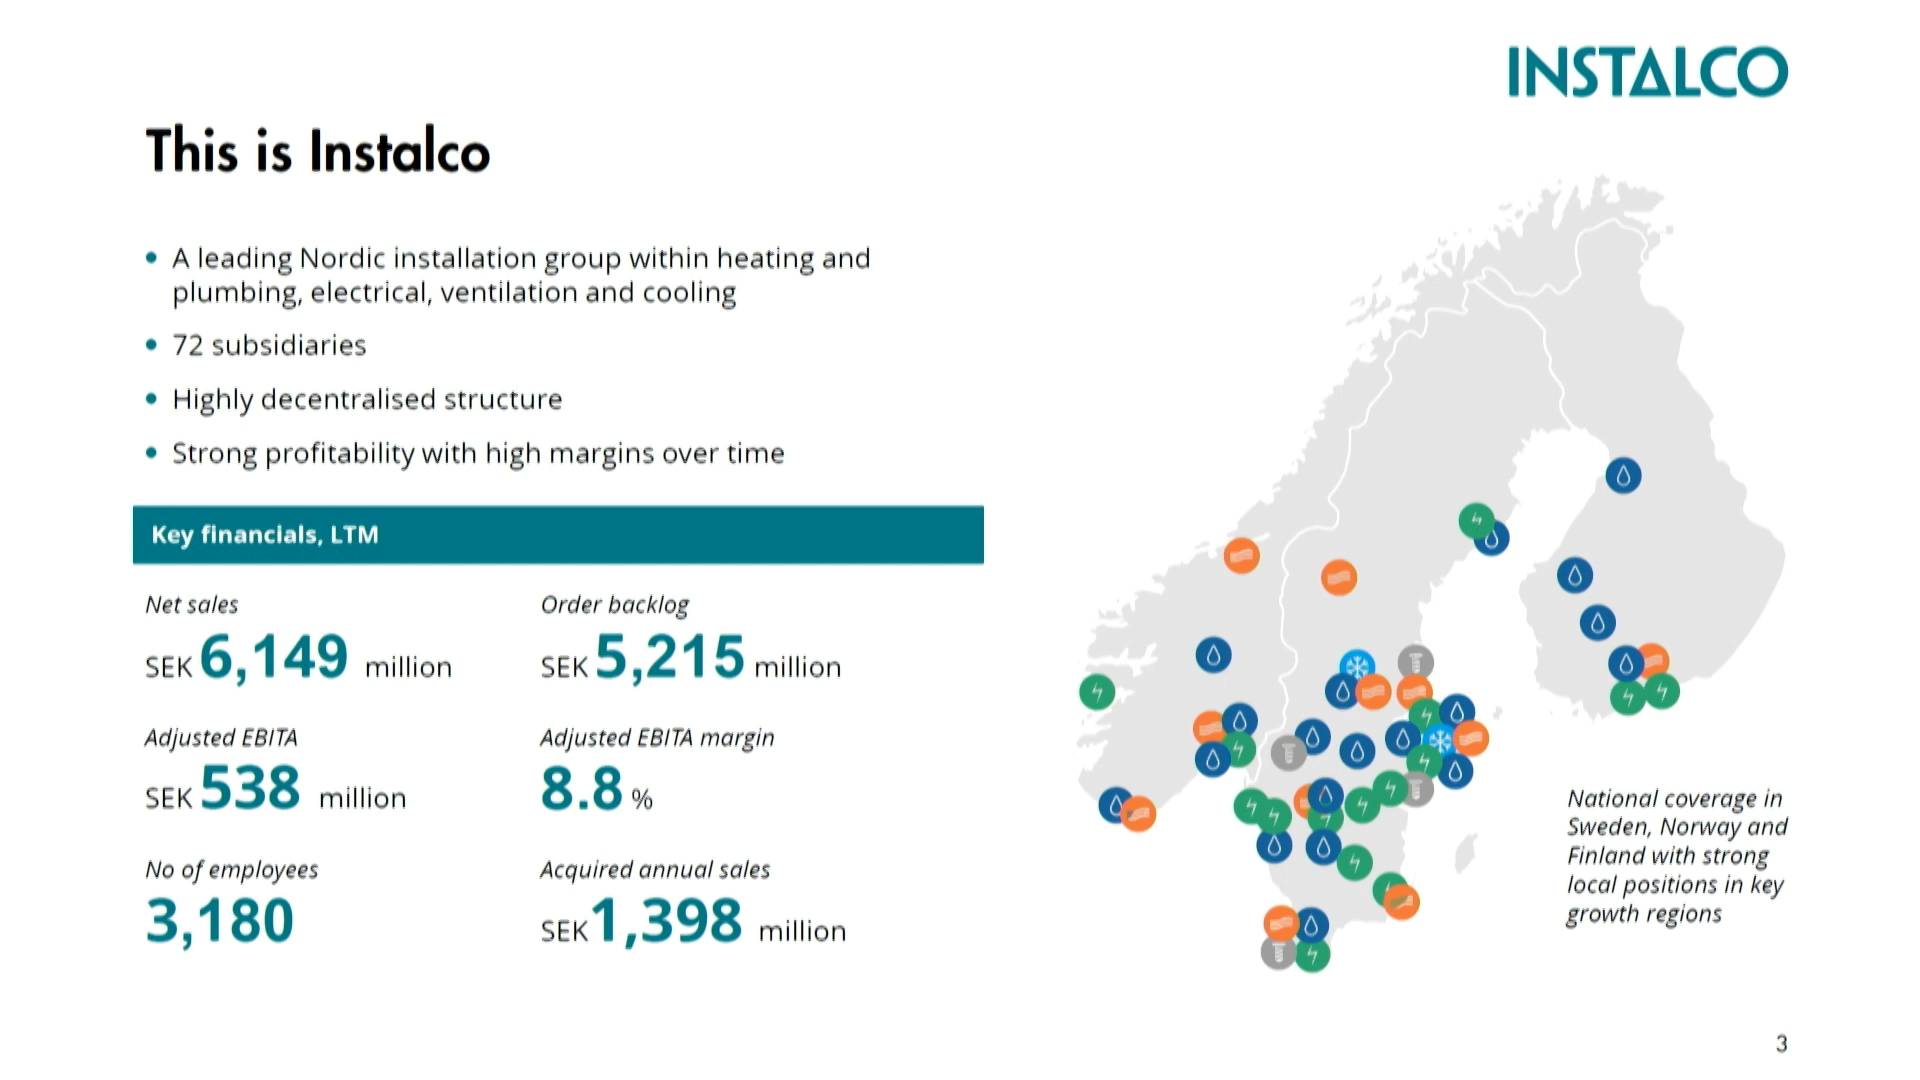 INSTALCO
This is Instalco
• A leading Nordic installation group within heating and
plumbing, electrical, ventilation and cooling
• 72 subsidiaries
• Highly decentralised structure
• Strong profitability with high margins over time
Key financials, LTM
Net sales
SEK 6,149 million
Order backlog
SEK 5,215 million
Adjusted EBITA
SEK 538 million
Adjusted EBITA margin
8.8 %
No of employees
3,180
Acquired annual sales
SEK 1,398 million
National coverage in
Sweden, Norway and
Finland with strong
local positions in key
growth regions
3